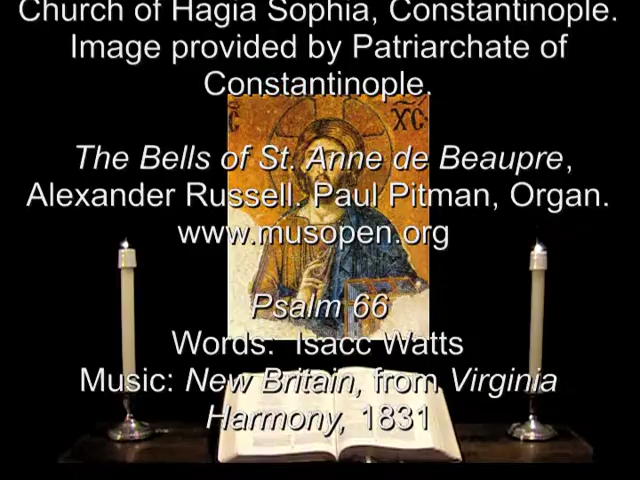 Church of Hagia Sophia, Constantinople.
Image provided by Patriarchate of
Constantinople.
The Bells of St. Anne de Beaupre,
Alexander Russell. Paul Pitman, Organ.
www.musopen.org
Psalm 66
Words: Isacc Watts
Music: New Britain, from Virginia
Harmony, 1831